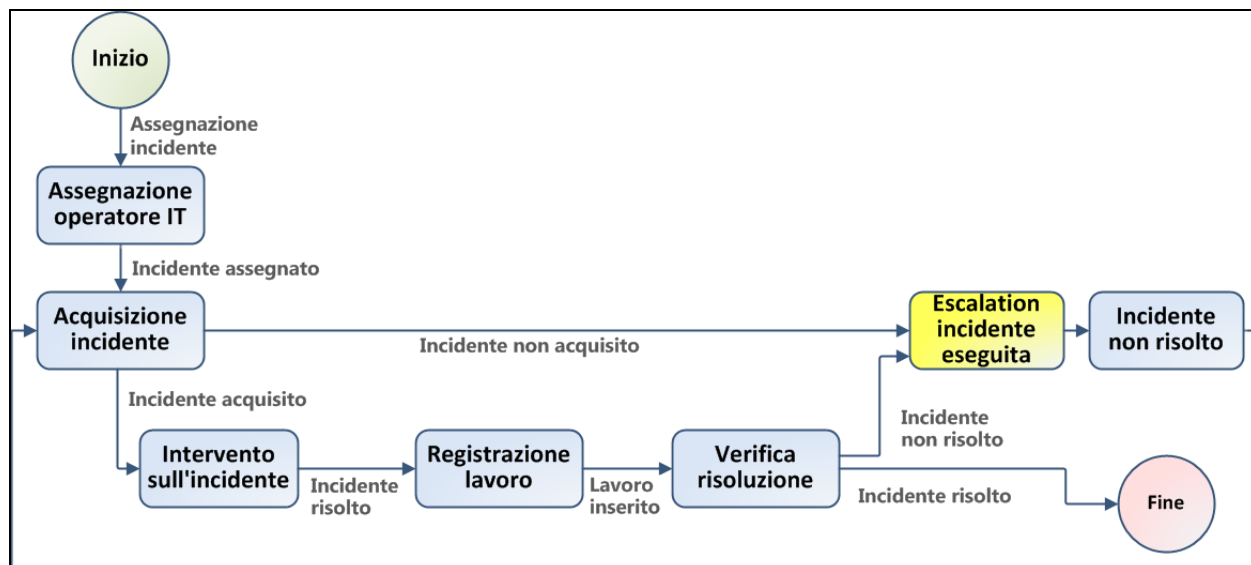 Inizio
Assegnazione
incidente
Assegnazione
operatore IT
Incidente assegnato
Acquisizione
incidente
Incidente non acquisito
Escalation
incidente
eseguita
Incidente
non risolto
Incidente acquisito
Intervento
sull'incidente
Incidente
risolto
Registrazione
lavoro
Lavoro
inserito
Verifica
risoluzione
Incidente
non risolto
Incidente risolto
Fine